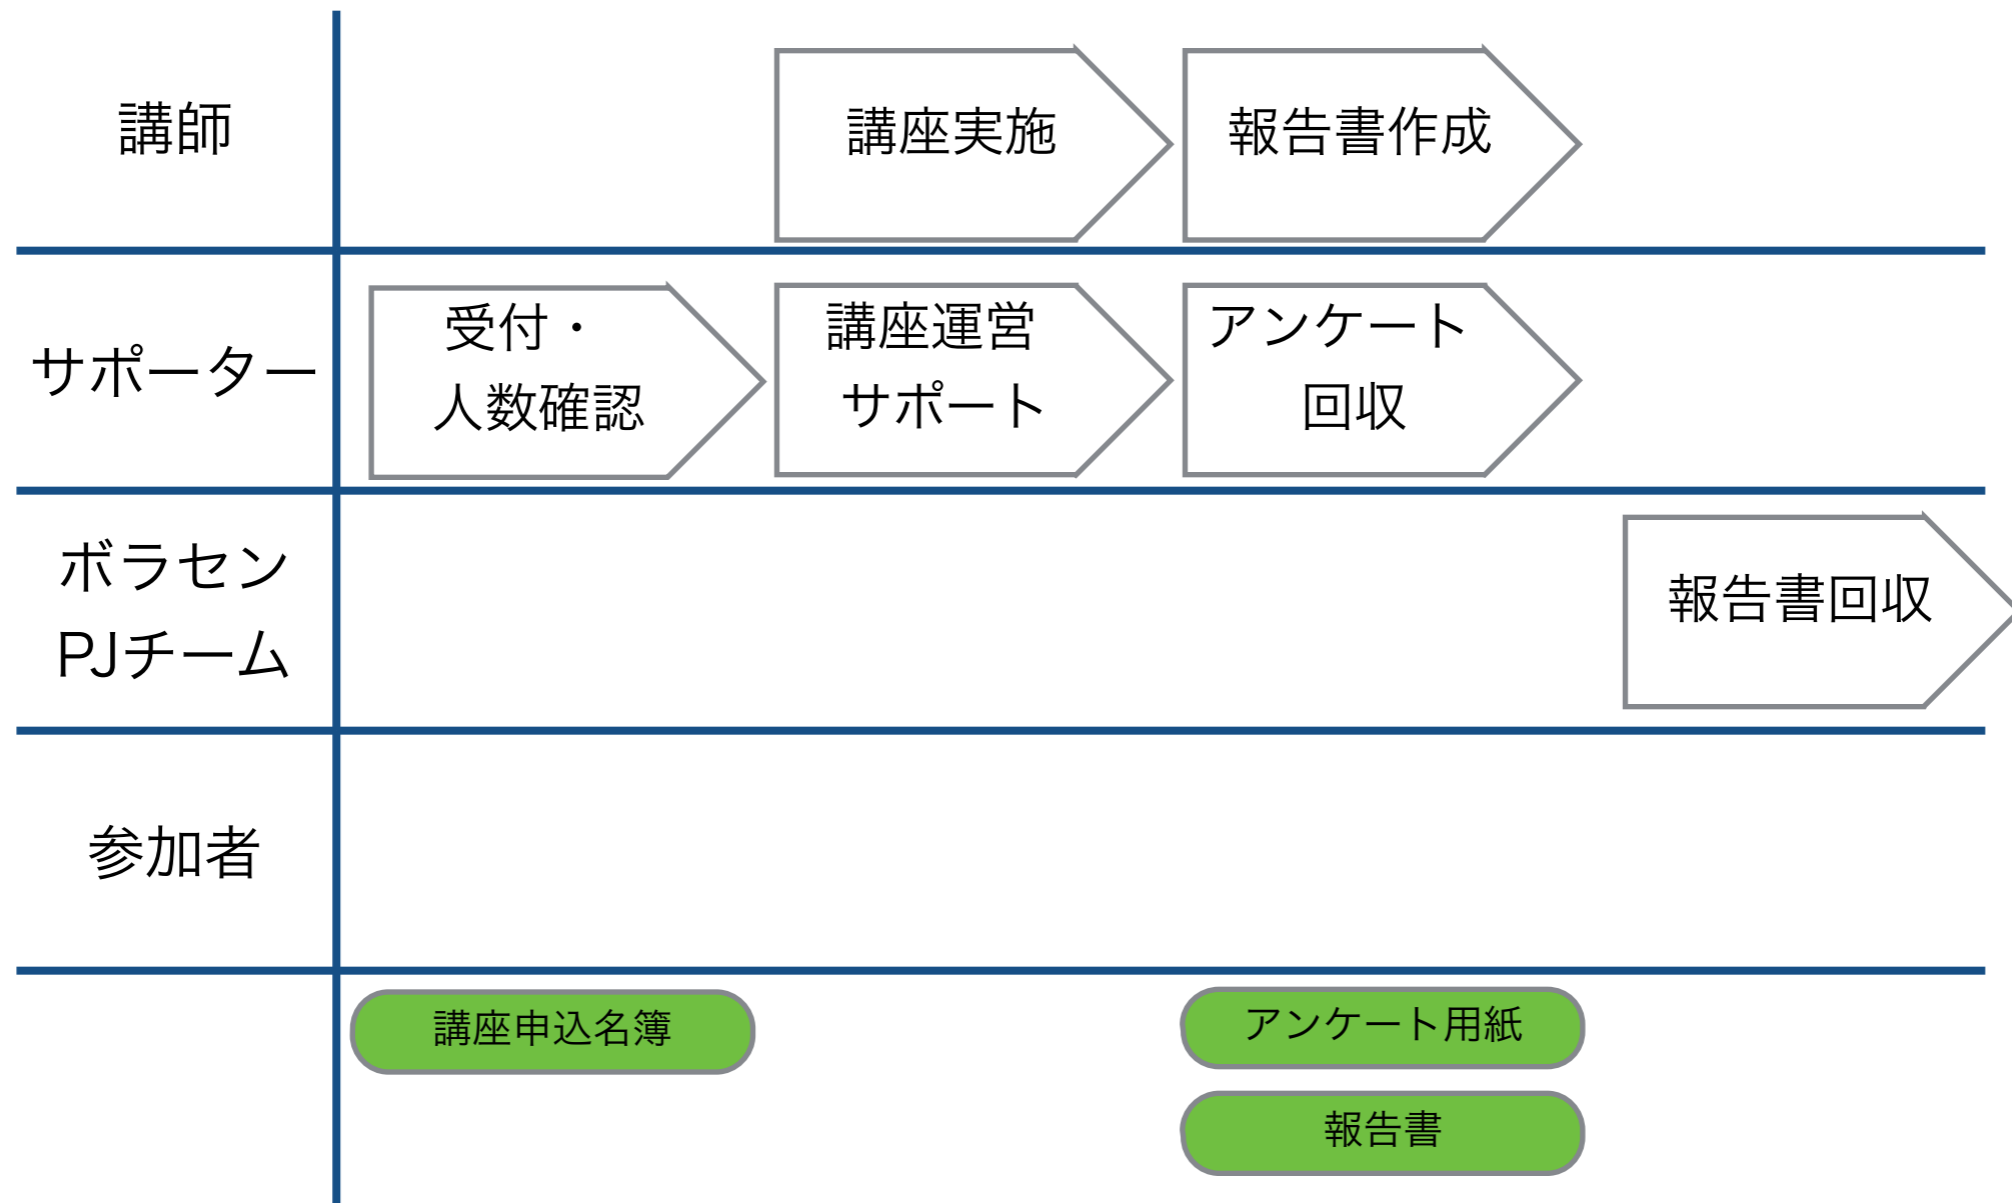 講師
講座実施
報告書作成
サポーター
受付・
人数確認
講座運営
サポート
アンケート
回収
ボラセン
PJチーム
報告書回収
参加者
講座申込名簿
アンケート用紙
報告書